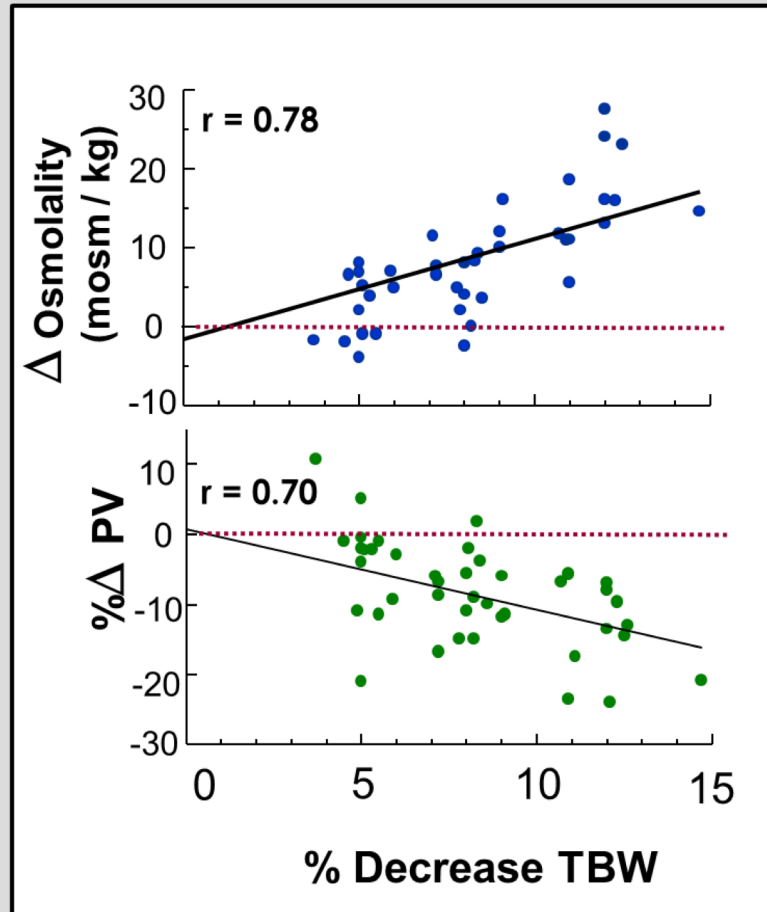 Δ Osmolality
(mosm / kg)
30
20
10
0
-10
r = 0.78
%Δ PV
10
0
-10
-20
-30
r = 0.70
0 5 10 15
% Decrease TBW